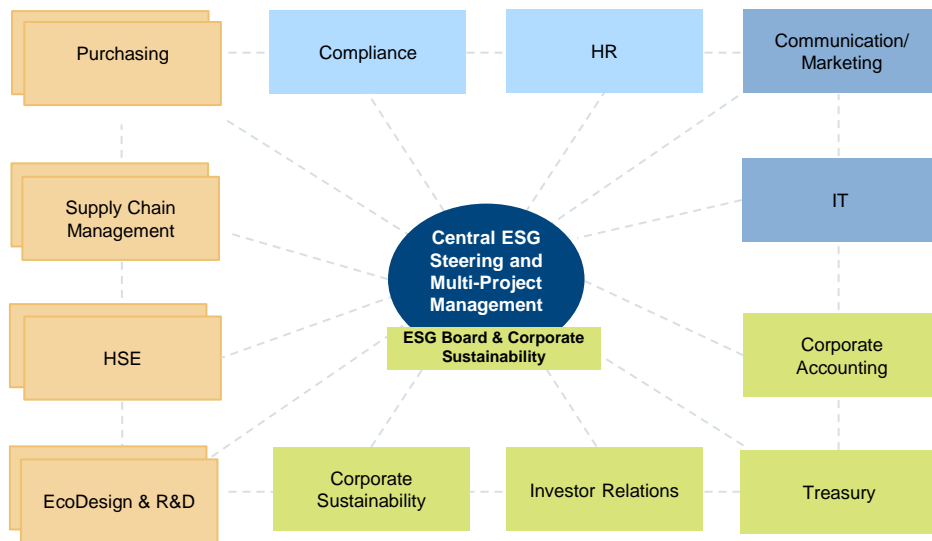 Purchasing
Compliance
HR
Communication/
Marketing
Supply Chain
Management
Central ESG
Steering and
Multi-Project
Management
IT
ESG Board & Corporate
Sustainability
HSE
Corporate
Accounting
EcoDesign & R&D
Corporate
Sustainability
Investor Relations
Treasury